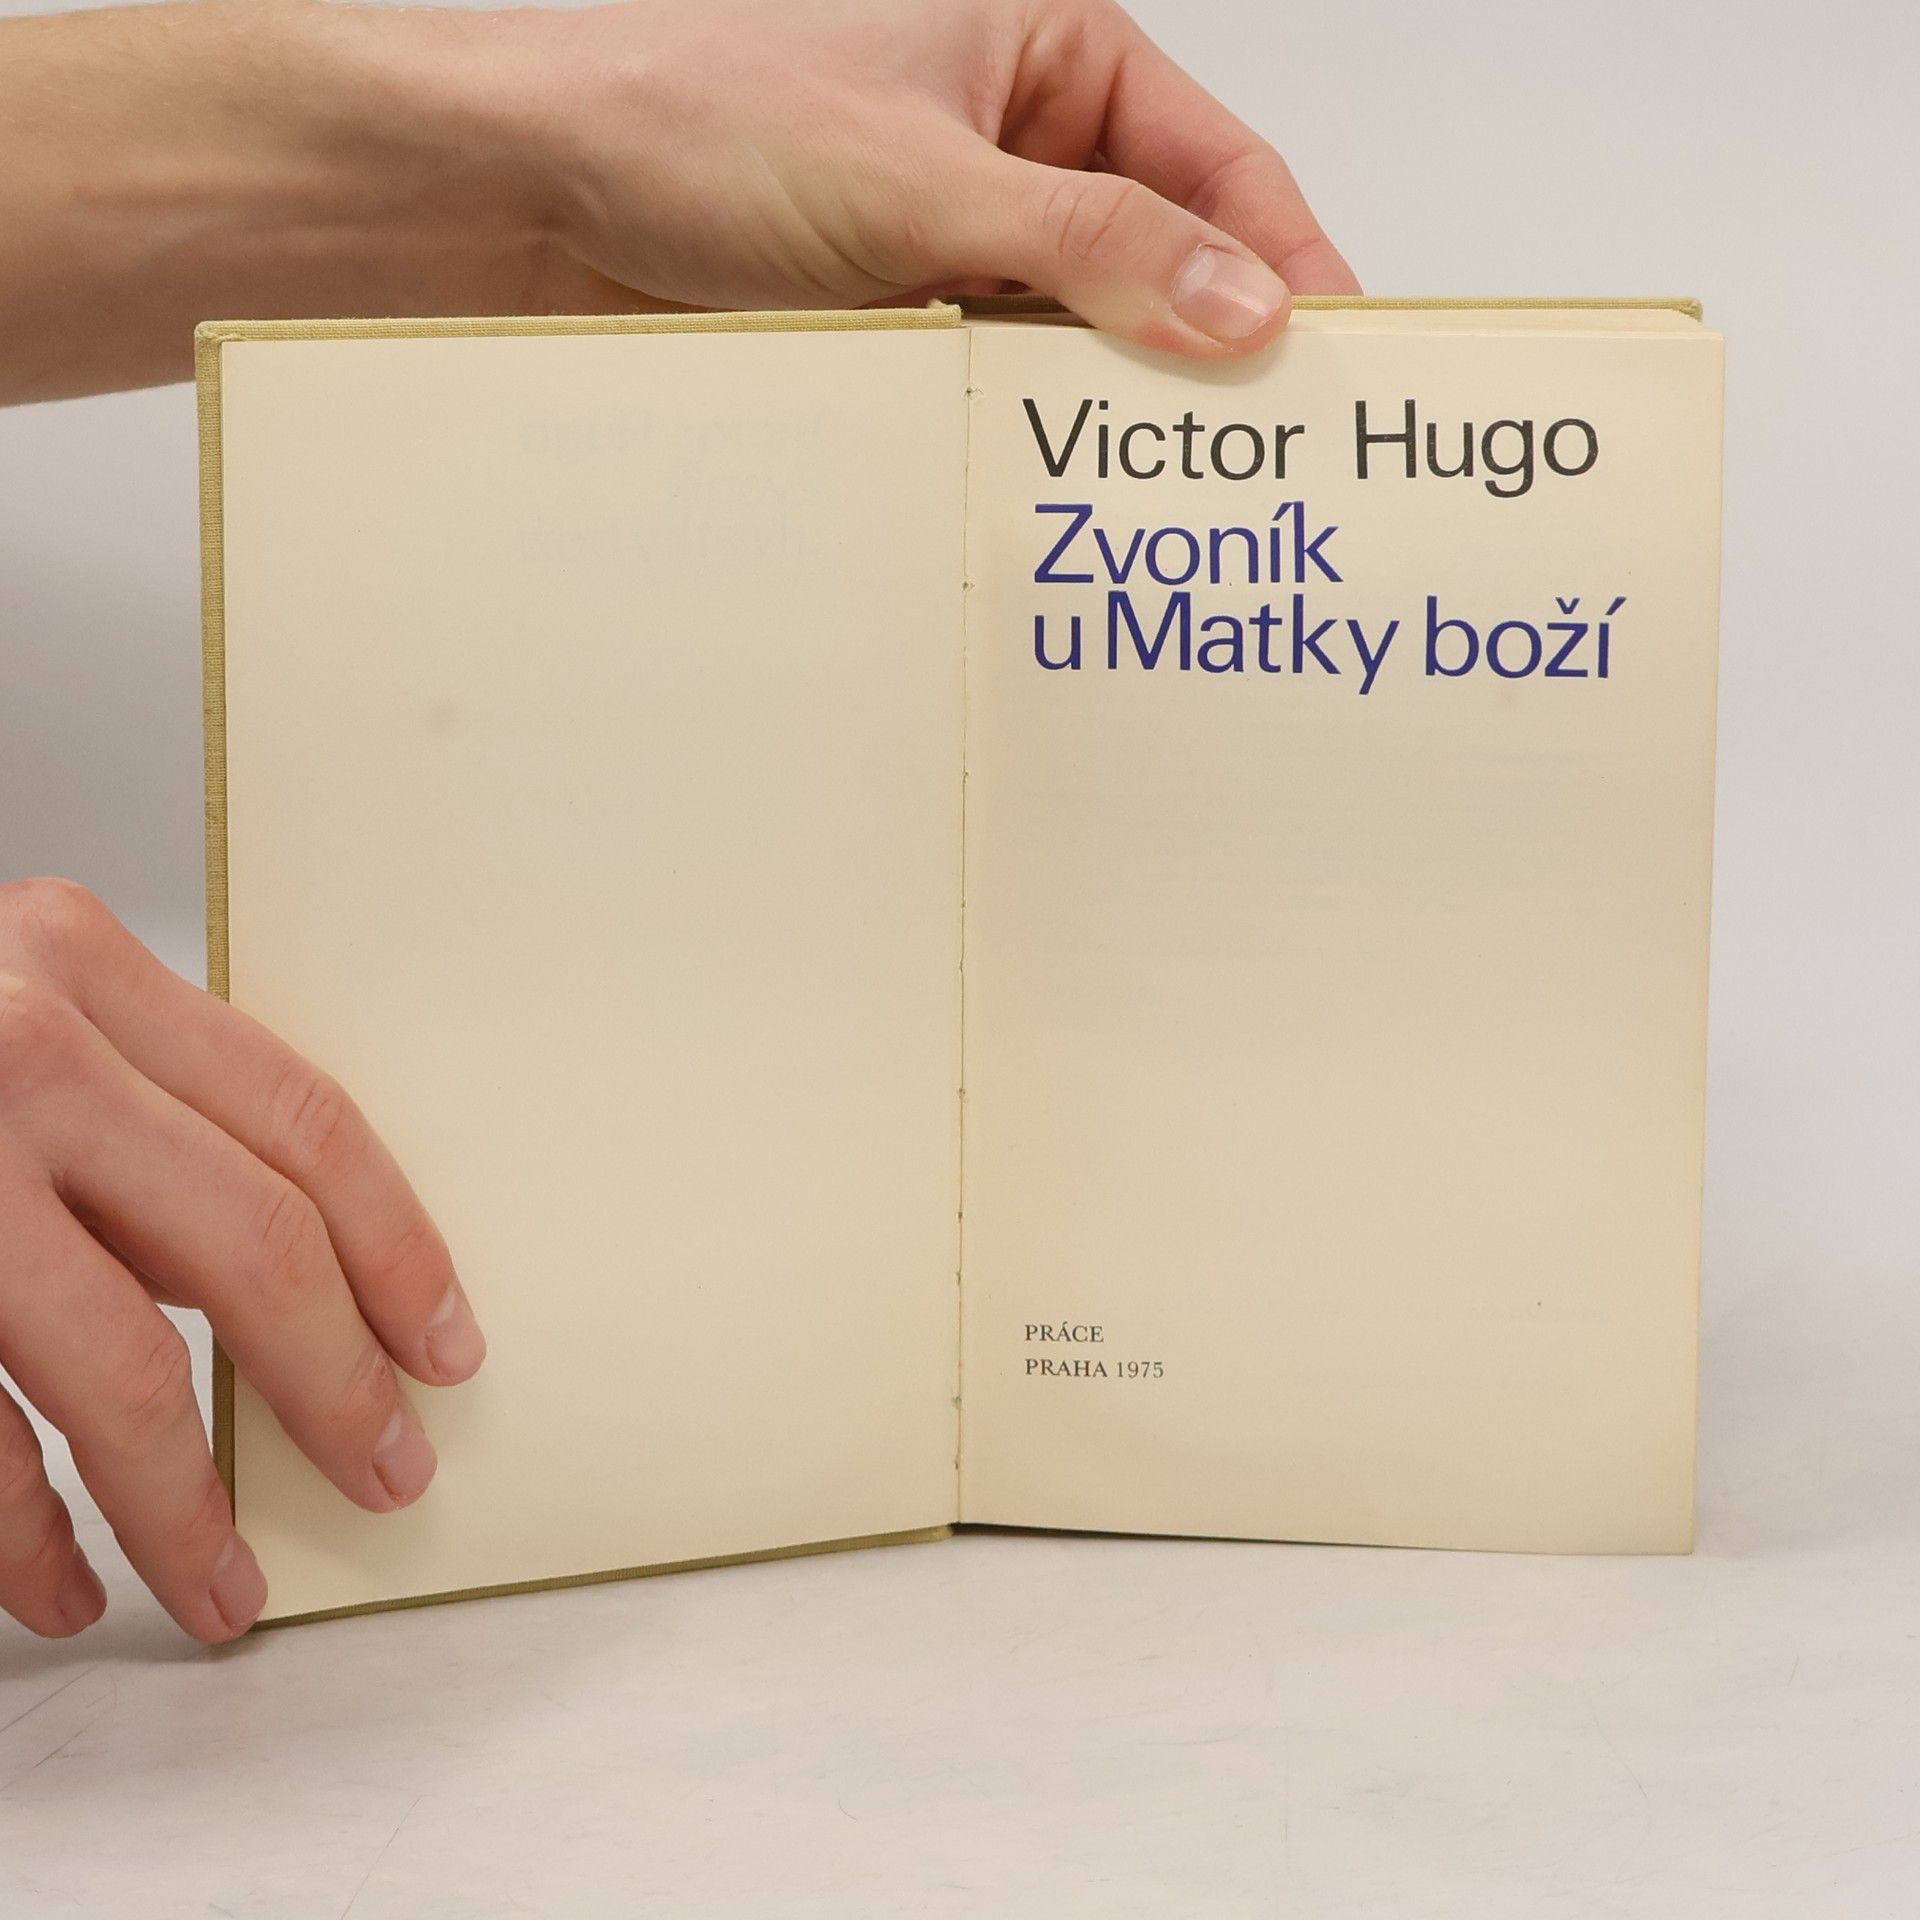 Victor Hugo
Zvoník
u Matky boží
PRÁCE
PRAHA 1975